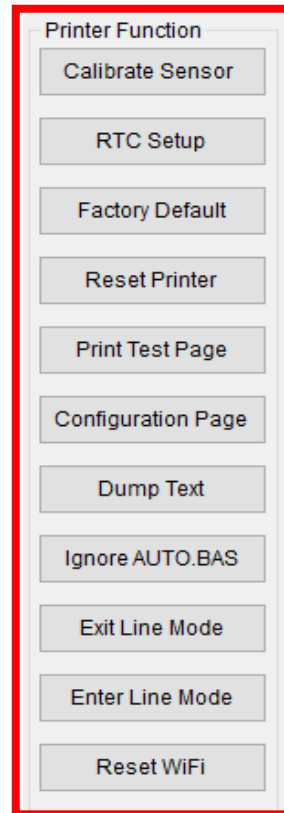 Printer Function
Calibrate Sensor
RTC Setup
Factory Default
Reset Printer
Print Test Page
Configuration Page
Dump Text
Ignore AUTO.BAS
Exit Line Mode
Enter Line Mode
Reset WiFi